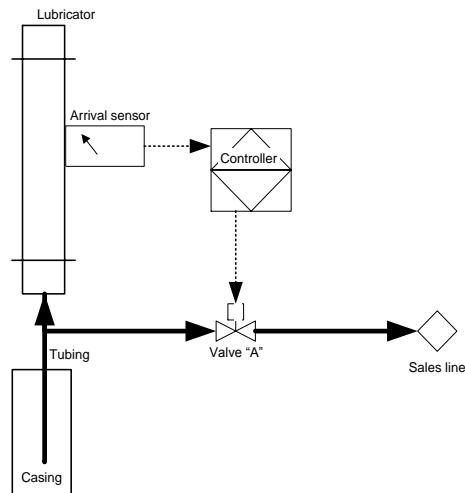 Lubricator
Arrival sensor
Controller
Valve “A”
Tubing
Sales line
Casing